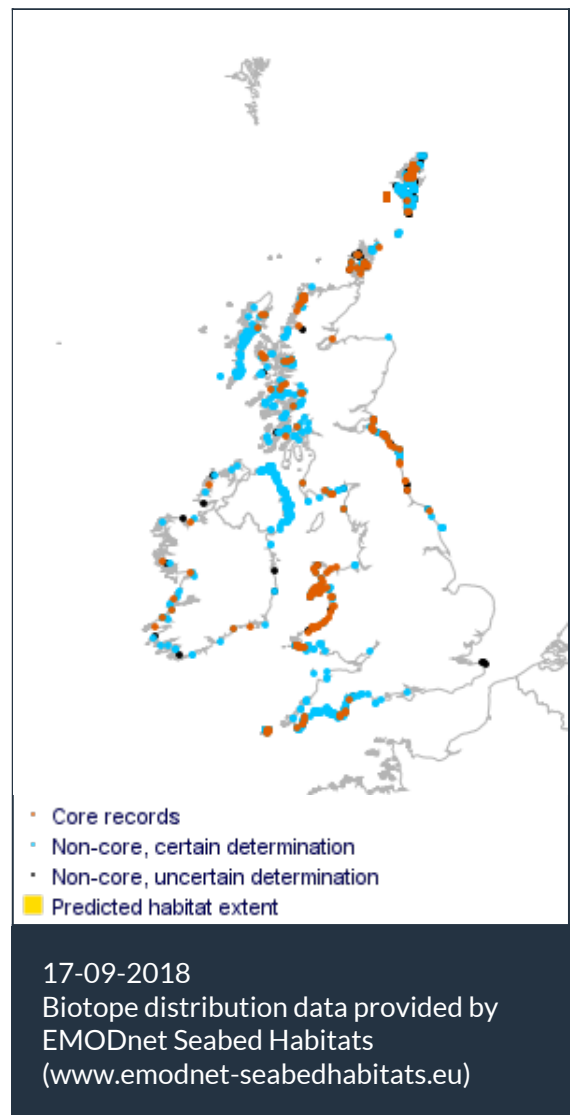 Core records
Non-core, certain determination
Non-core, uncertain determination
Predicted habitat extent
17-09-2018
Biotope distribution data provided by
EMODnet Seabed Habitats
(www.emodnet-seabedhabitats.eu)